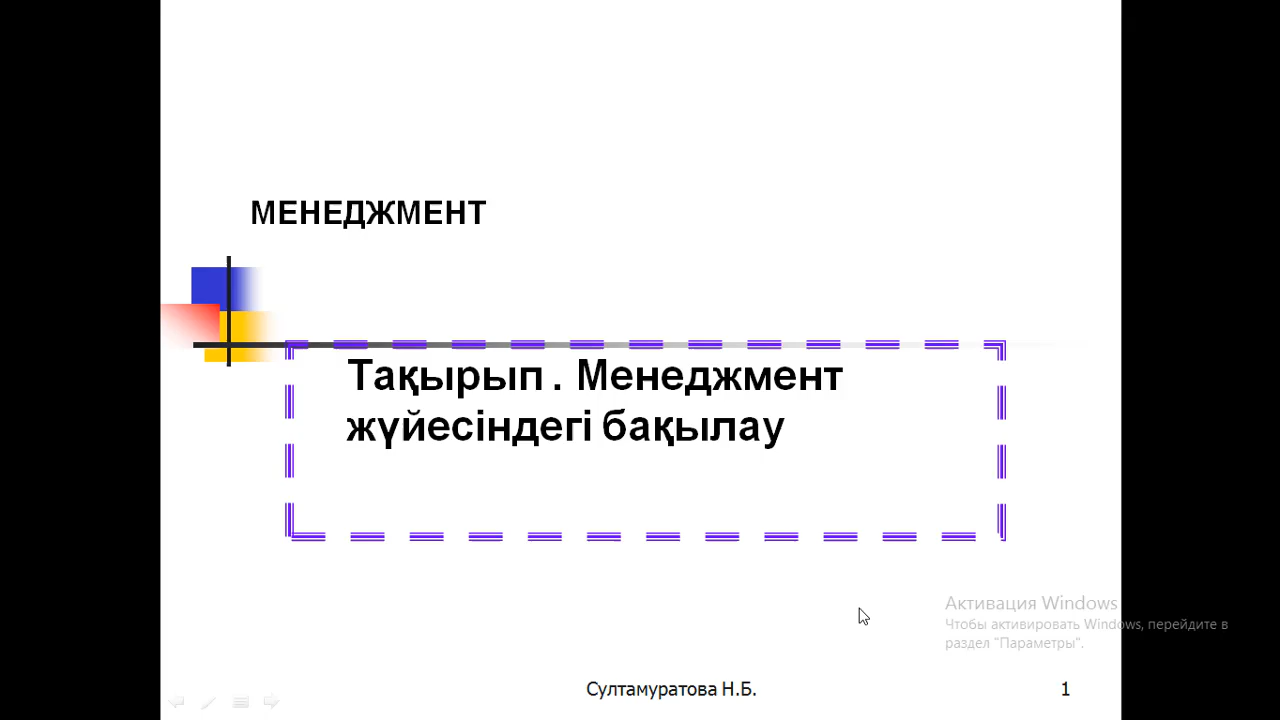 МЕНЕДЖМЕНТ
Тақырып . Менеджмент
жүйесіндегі бақылау
Активация Windows
Чтобы активировать Windows, перейдите в
раздел "Параметры".
Султамуратова Н.Б.
1